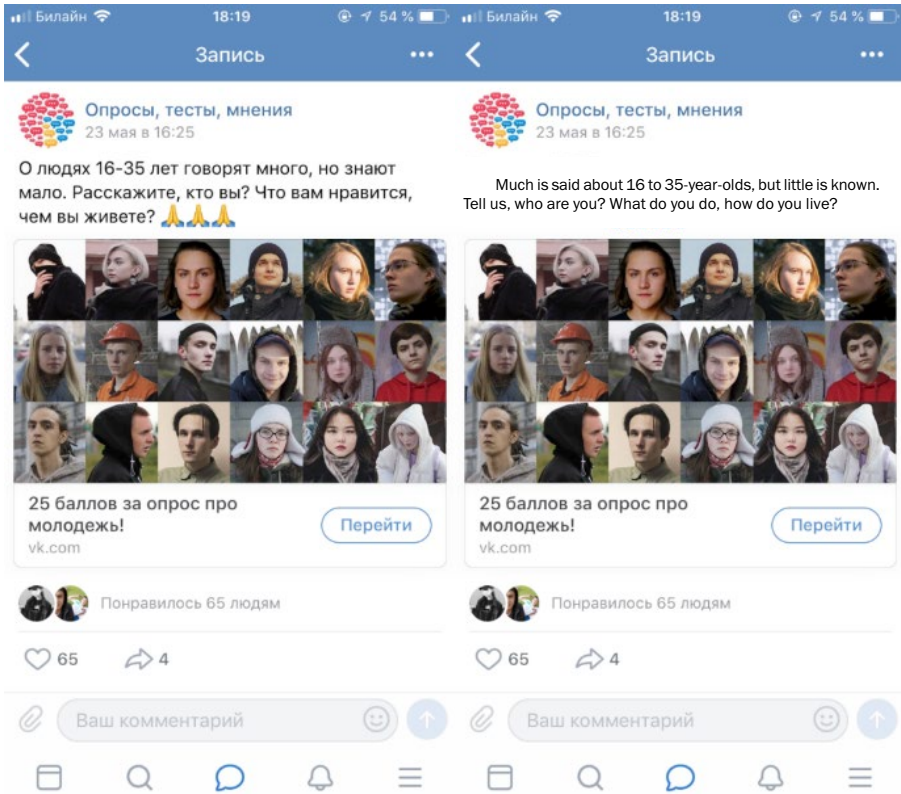 Билайн 18:19 54 %
Запись
Опросы, тесты, мнения
23 мая в 16:25
О людях 16-35 лет говорят много, но знают
мало. Расскажите, кто вы? Что вам нравится,
чем вы живете? 🙏🙏🙏
25 баллов за опрос про
молодежь!
vk.com
Перейти
Понравилось 65 людям
65 4
Ваш комментарий
Билайн 18:19 54 %
Запись
Опросы, тесты, мнения
23 мая в 16:25
Much is said about 16 to 35-year-olds, but little is known.
Tell us, who are you? What do you do, how do you live?
25 баллов за опрос про
молодежь!
vk.com
Перейти
Понравилось 65 людям
65 4
Ваш комментарий